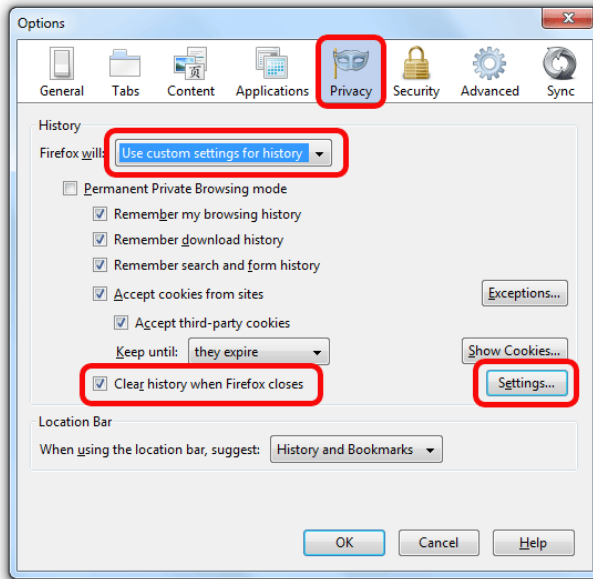 Options
General Tabs Content Applications Privacy Security Advanced Sync
History
Firefox will: Use custom settings for history
Permanent Private Browsing mode
Remember my browsing history
Remember download history
Remember search and form history
Accept cookies from sites Exceptions...
Accept third-party cookies
Keep until: they expire Show Cookies...
Clear history when Firefox closes Settings...
Location Bar
When using the location bar, suggest: History and Bookmarks
OK Cancel Help